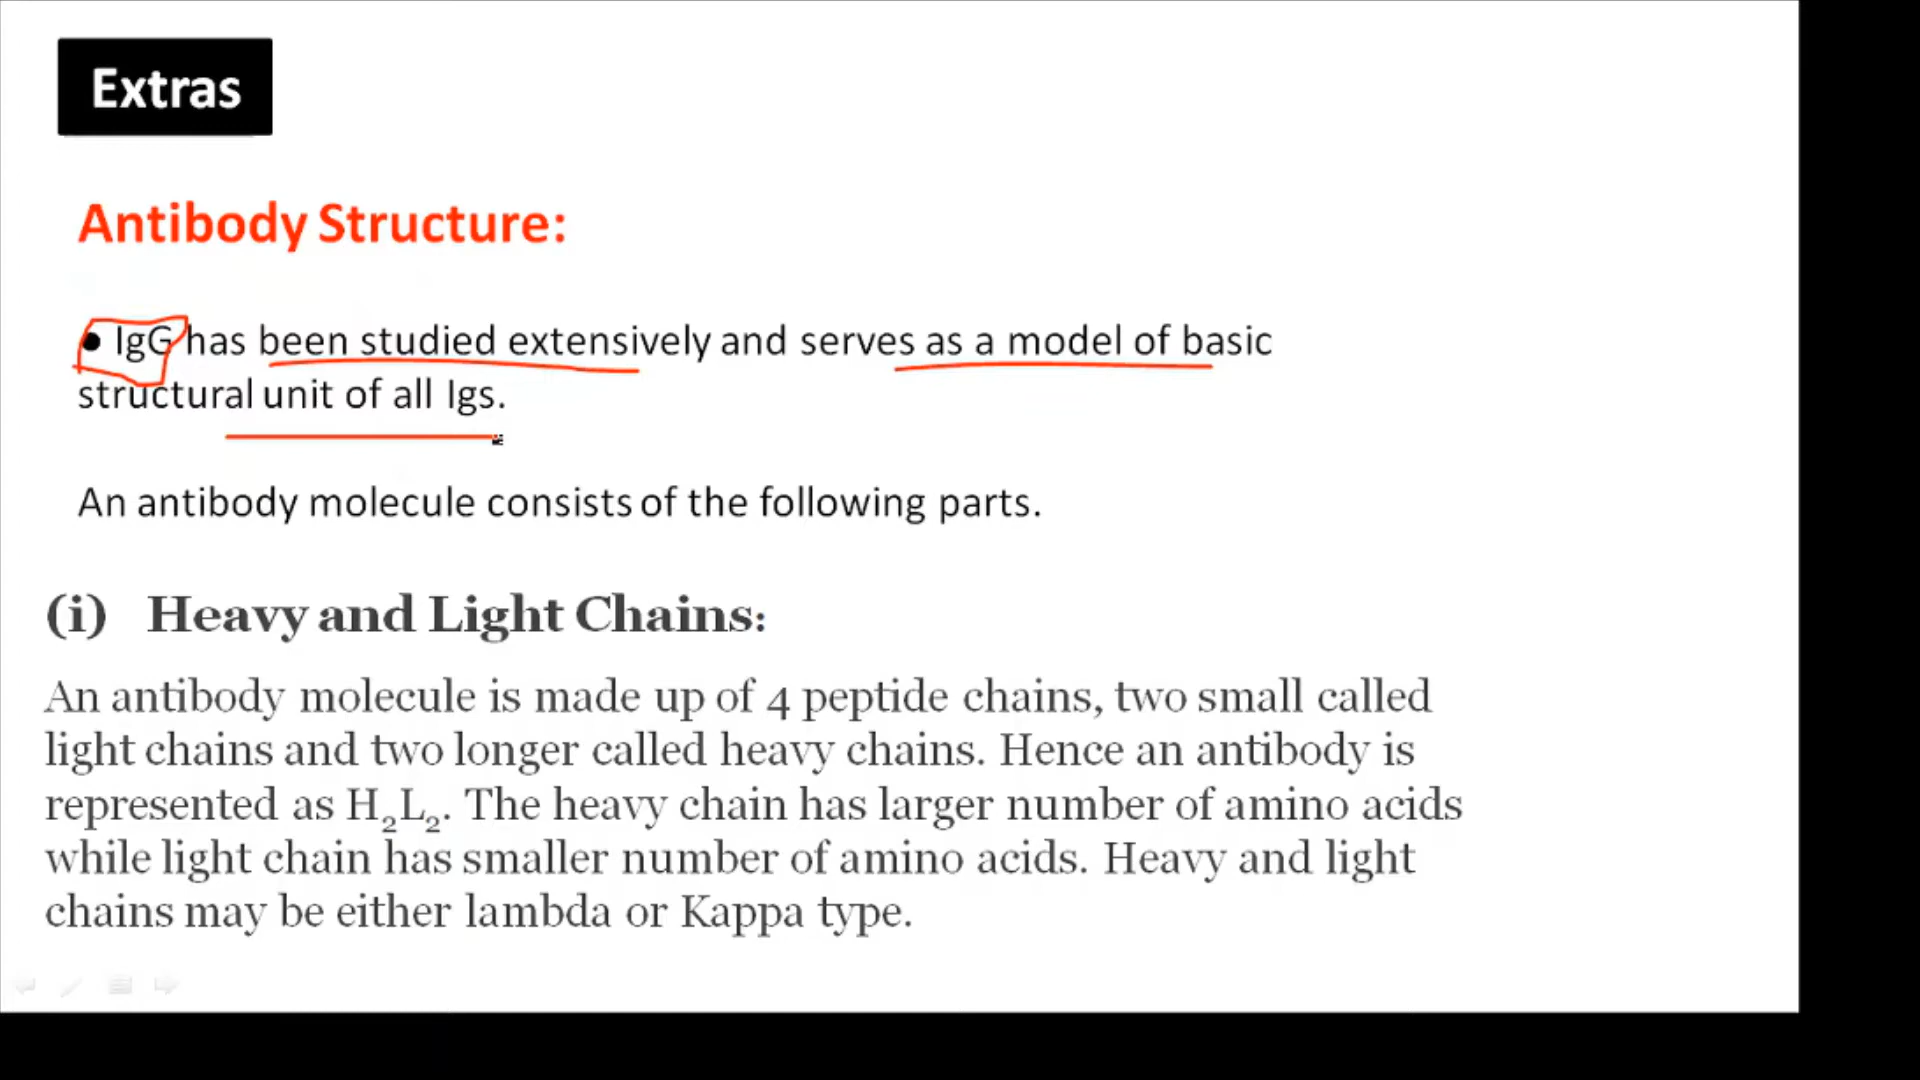 Extras
Antibody Structure:
• IgG has been studied extensively and serves as a model of basic
structural unit of all Igs.
An antibody molecule consists of the following parts.
(i) Heavy and Light Chains:
An antibody molecule is made up of 4 peptide chains, two small called
light chains and two longer called heavy chains. Hence an antibody is
represented as H₂L₂. The heavy chain has larger number of amino acids
while light chain has smaller number of amino acids. Heavy and light
chains may be either lambda or Kappa type.